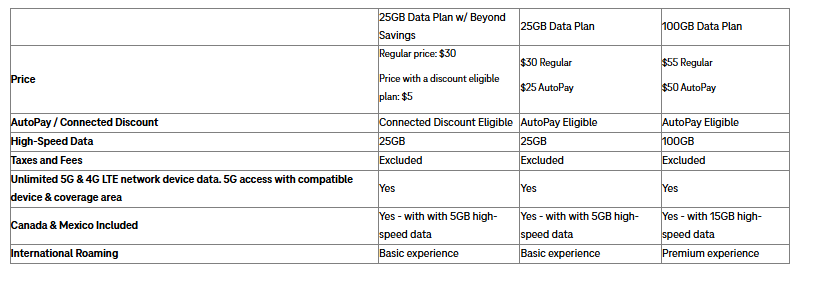 25GB Data Plan w/ Beyond
Savings
25GB Data Plan
100GB Data Plan
Price
Regular price: $30
Price with a discount eligible
plan: $5
$30 Regular
$25 AutoPay
$55 Regular
$50 AutoPay
AutoPay / Connected Discount
Connected Discount Eligible
AutoPay Eligible
AutoPay Eligible
High-Speed Data
25GB
25GB
100GB
Taxes and Fees
Excluded
Excluded
Excluded
Unlimited 5G & 4G LTE network device data. 5G access with compatible
device & coverage area
Yes
Yes
Yes
Canada & Mexico Included
Yes - with with 5GB high-
speed data
Yes - with with 5GB high-
speed data
Yes - with 15GB high-
speed data
International Roaming
Basic experience
Basic experience
Premium experience